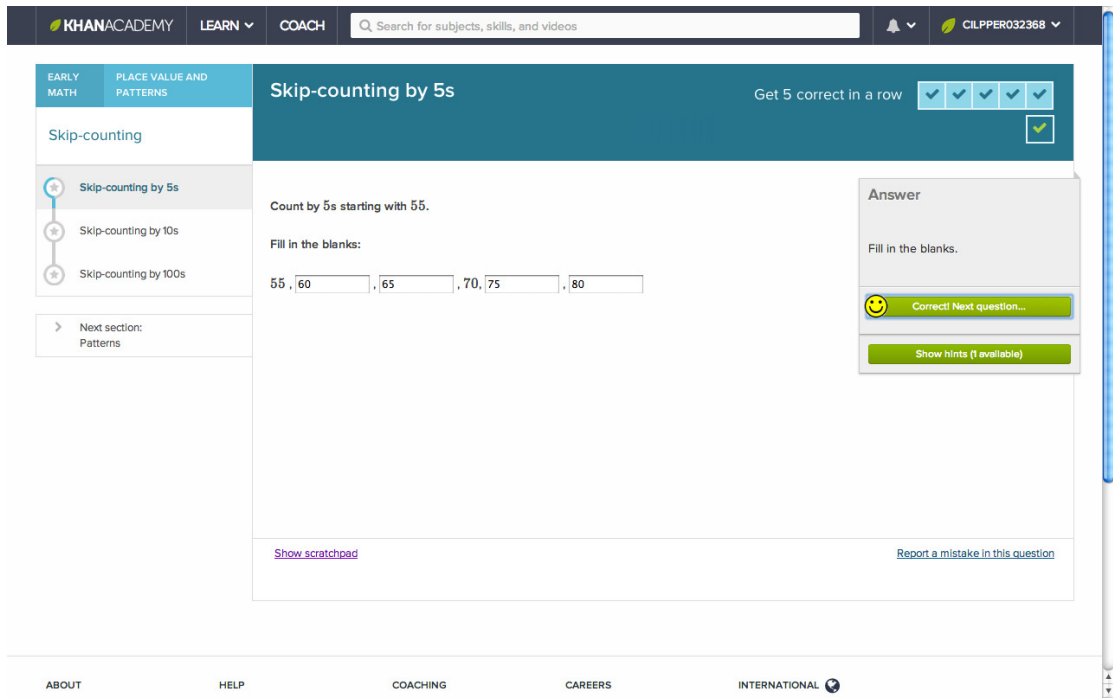 KHANACADEMY LEARN COACH Search for subjects, skills, and videos CILPPER032368
EARLY MATH
PLACE VALUE AND PATTERNS
Skip-counting by 5s
Get 5 correct in a row
Skip-counting
Skip-counting by 5s
Skip-counting by 10s
Skip-counting by 100s
Next section:
Patterns
Count by 5s starting with 55.
Fill in the blanks:
55 , 60 , 65 , 70, 75 , 80
Answer
Fill in the blanks.
Correct! Next question...
Show hints (1 available)
Show scratchpad
Report a mistake in this question
ABOUT HELP COACHING CAREERS INTERNATIONAL